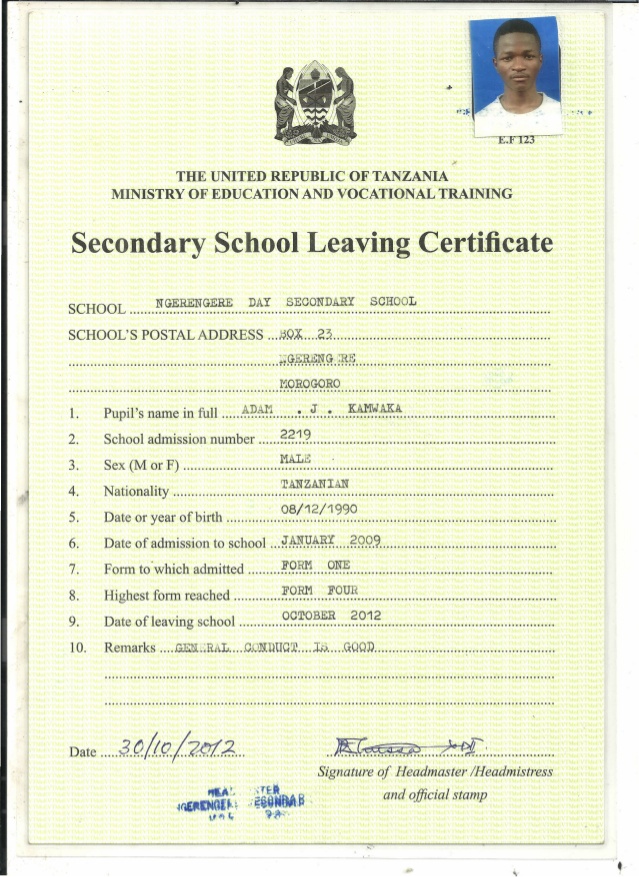 E.F 123
THE UNITED REPUBLIC OF TANZANIA
MINISTRY OF EDUCATION AND VOCATIONAL TRAINING
Secondary School Leaving Certificate
SCHOOL NGERENGERE DAY SECONDARY SCHOOL
SCHOOL'S POSTAL ADDRESS BOX 23
NGERENG RE
MOROGORO
1. Pupil's name in full ADAM . J . KAMWAKA
2. School admission number 2219
3. Sex (M or F) MALE
4. Nationality TANZANIAN
5. Date or year of birth 08/12/1990
6. Date of admission to school JANUARY 2009
7. Form to which admitted FORM ONE
8. Highest form reached FORM FOUR
9. Date of leaving school OCTOBER 2012
10. Remarks GENERAL CONDUCT IS GOOD
Date 30/10/2012
Signature of Headmaster /Headmistress
and official stamp